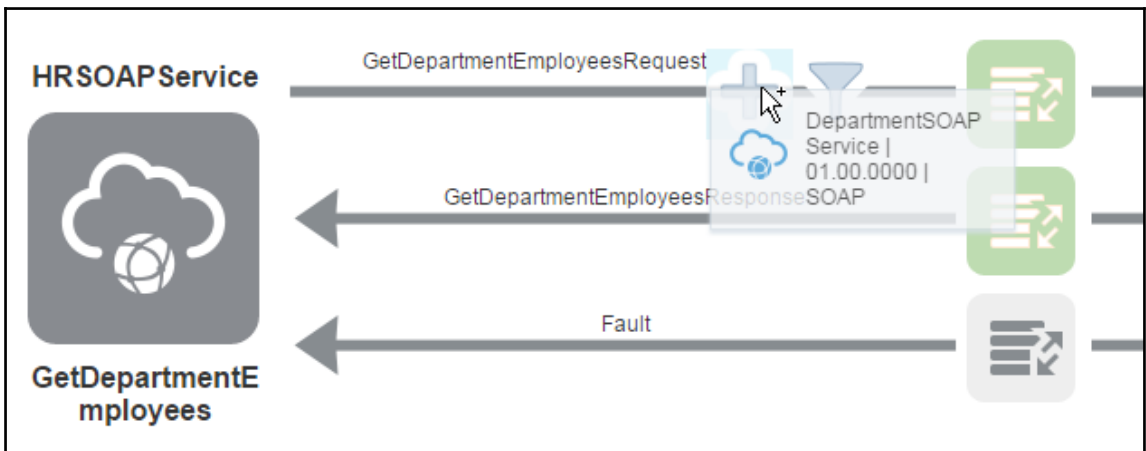 HRSOAPService
GetDepartmentEmployeesRequest
DepartmentSOAP
Service |
01.00.0000 |
SOAP
GetDepartmentEmployeesResponse
Fault
GetDepartmentE
mployees